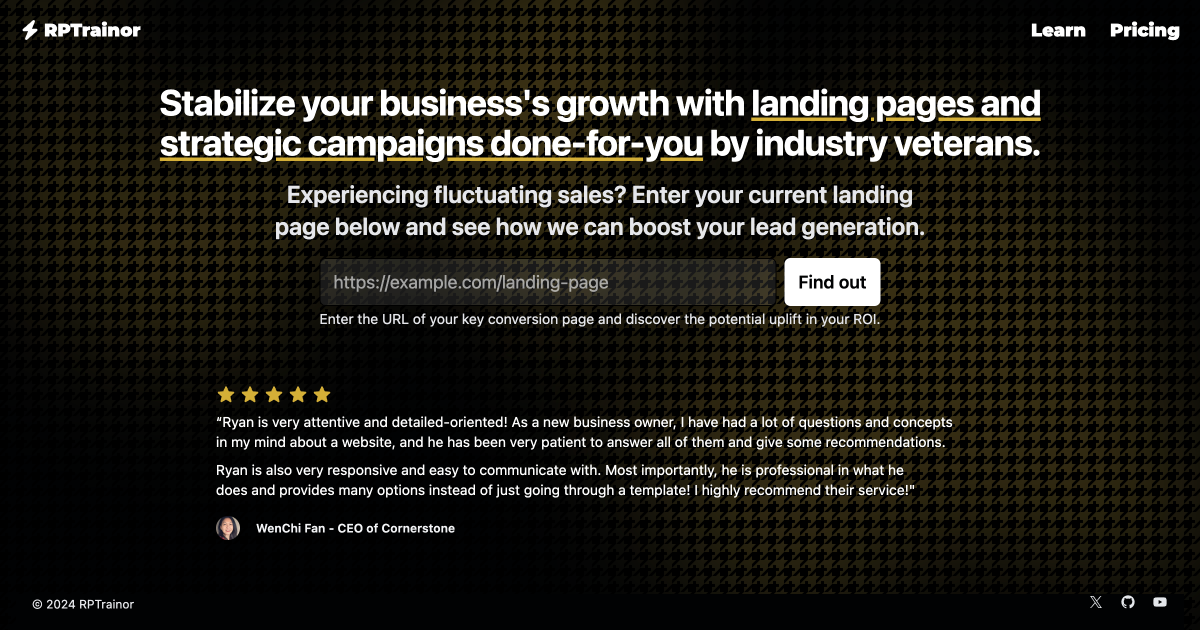 RPTrainor
Learn
Pricing
Stabilize your business's growth with landing pages and
strategic campaigns done-for-you by industry veterans.
Experiencing fluctuating sales? Enter your current landing
page below and see how we can boost your lead generation.
https://example.com/landing-page
Find out
Enter the URL of your key conversion page and discover the potential uplift in your ROI.
“Ryan is very attentive and detailed-oriented! As a new business owner, I have had a lot of questions and concepts
in my mind about a website, and he has been very patient to answer all of them and give some recommendations.
Ryan is also very responsive and easy to communicate with. Most importantly, he is professional in what he
does and provides many options instead of just going through a template! I highly recommend their service!"
WenChi Fan - CEO of Cornerstone
© 2024 RPTrainor